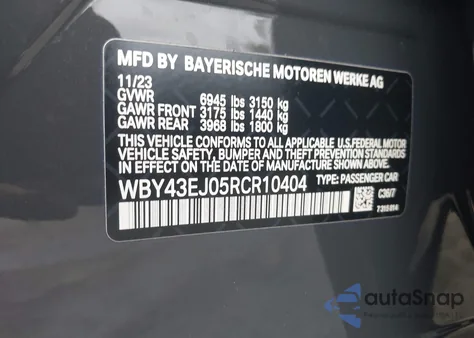 MFD BY BAYERISCHE MOTOREN WERKE AG
11/23
GVWR 6945 lbs 3150 kg
GAWR FRONT 3175 lbs 1440 kg
GAWR REAR 3968 lbs 1800 kg
THIS VEHICLE CONFORMS TO ALL APPLICABLE U.S.FEDERAL MOTOR
VEHICLE SAFETY, BUMPER, AND THEFT PREVENTION STANDARDS IN
EFFECT ON THE DATE OF MANUFACTURE SHOWN ABOVE.
WBY43EJ05RCR10404 TYPE: PASSENGER CAR
C36/7
autoSnap